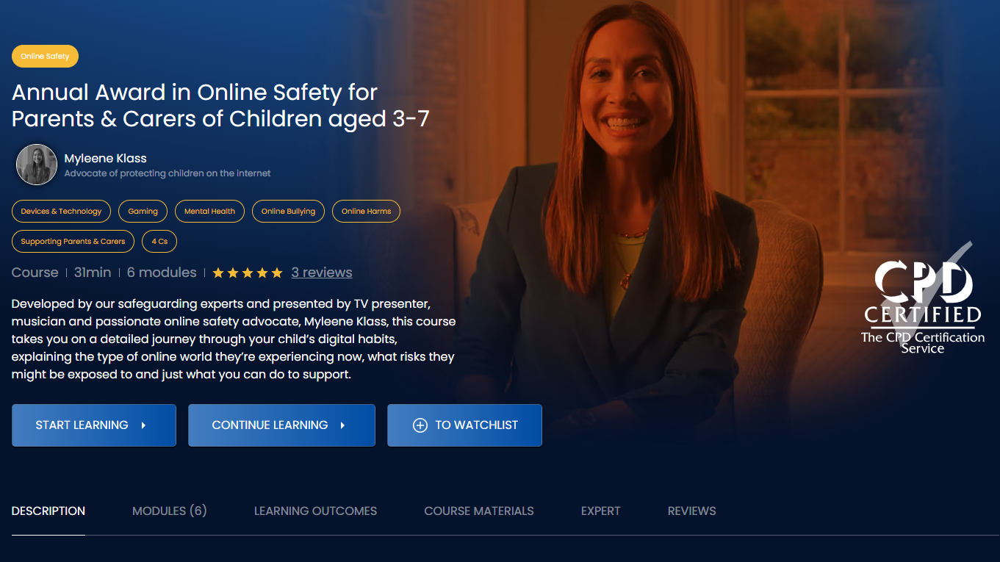 Online Safety
Annual Award in Online Safety for
Parents & Carers of Children aged 3-7
Myleene Klass
Advocate of protecting children on the internet
Devices & Technology
Gaming
Mental Health
Online Bullying
Online Harms
Supporting Parents & Carers
4 Cs
Course | 31min | 6 modules | 3 reviews
Developed by our safeguarding experts and presented by TV presenter,
musician and passionate online safety advocate, Myleene Klass, this course
takes you on a detailed journey through your child's digital habits,
explaining the type of online world they're experiencing now, what risks they
might be exposed to and just what you can do to support.
CPD
CERTIFIED
The CPD Certification
Service
START LEARNING
CONTINUE LEARNING
TO WATCHLIST
DESCRIPTION
MODULES (6)
LEARNING OUTCOMES
COURSE MATERIALS
EXPERT
REVIEWS